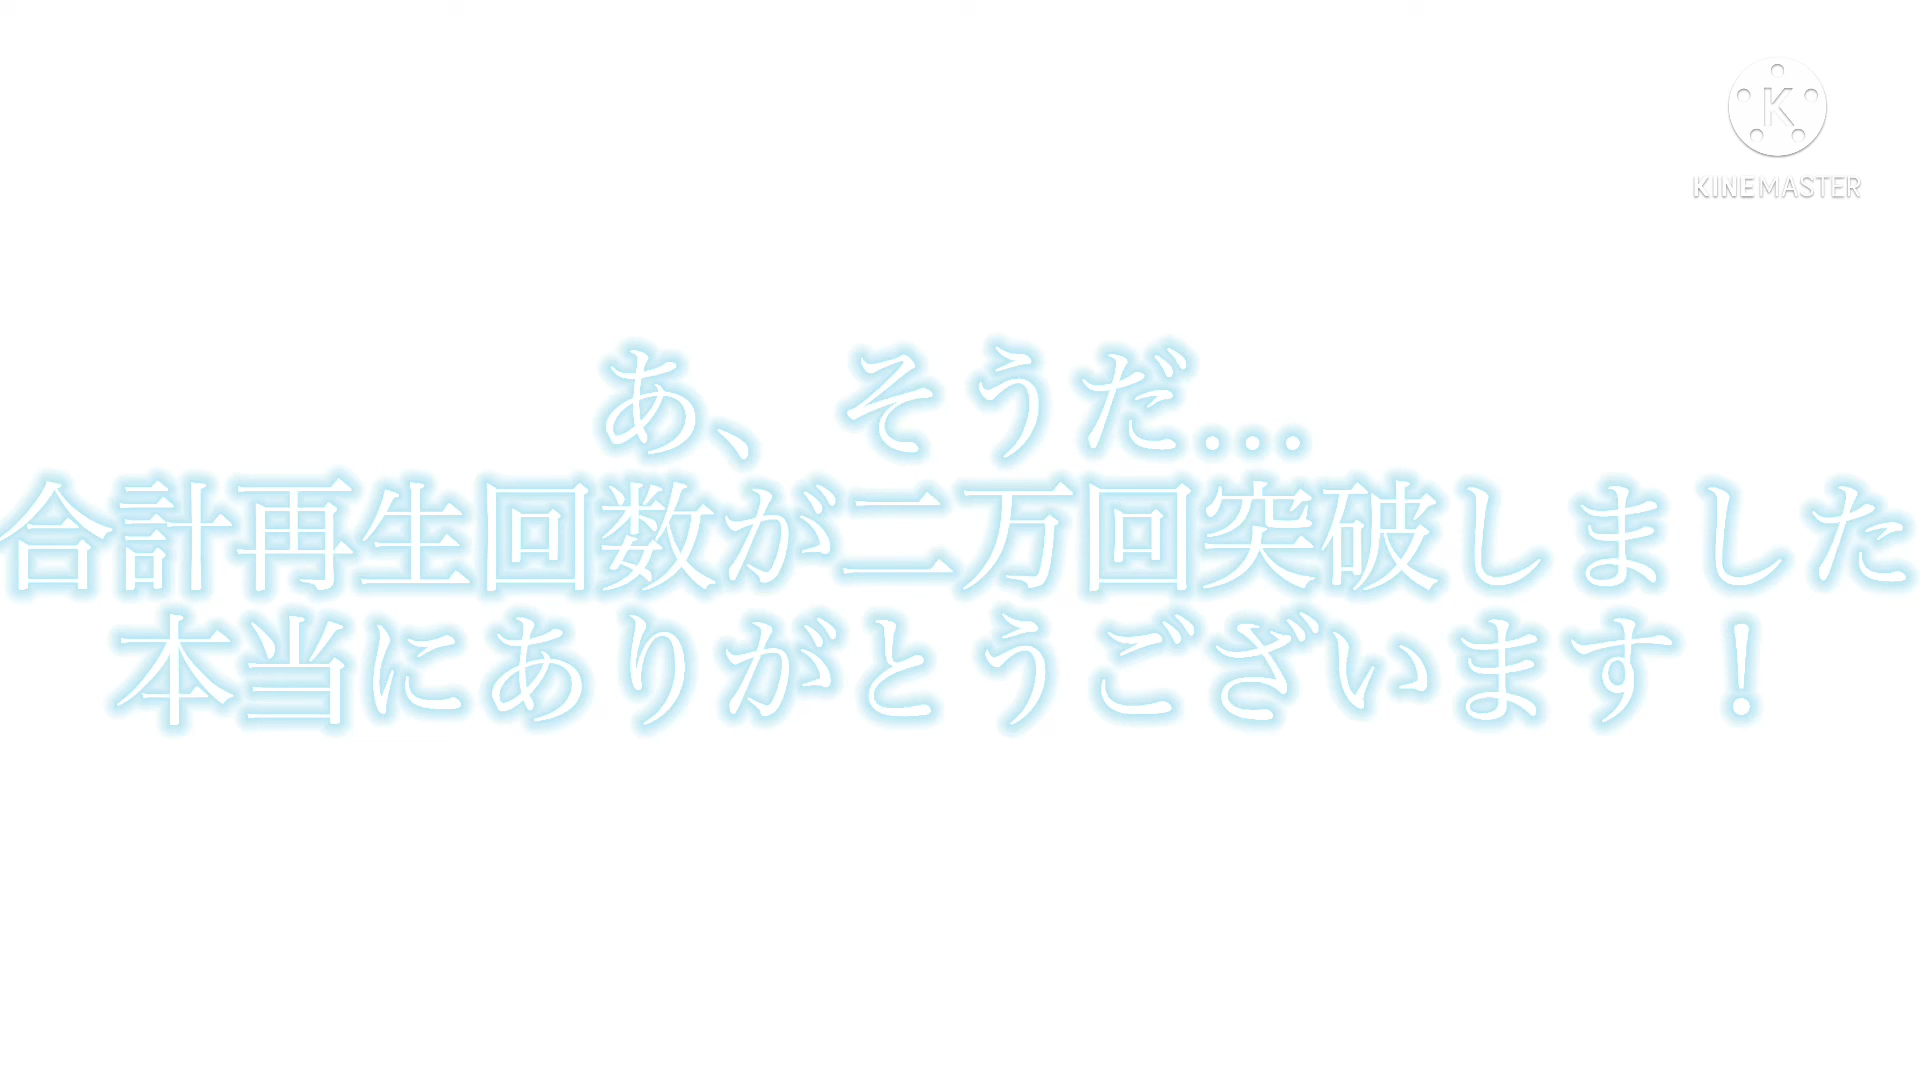 K
KINEMASTER
あ、そうだ...
合計再生回数が二万回突破しました
本当にありがとうございます！